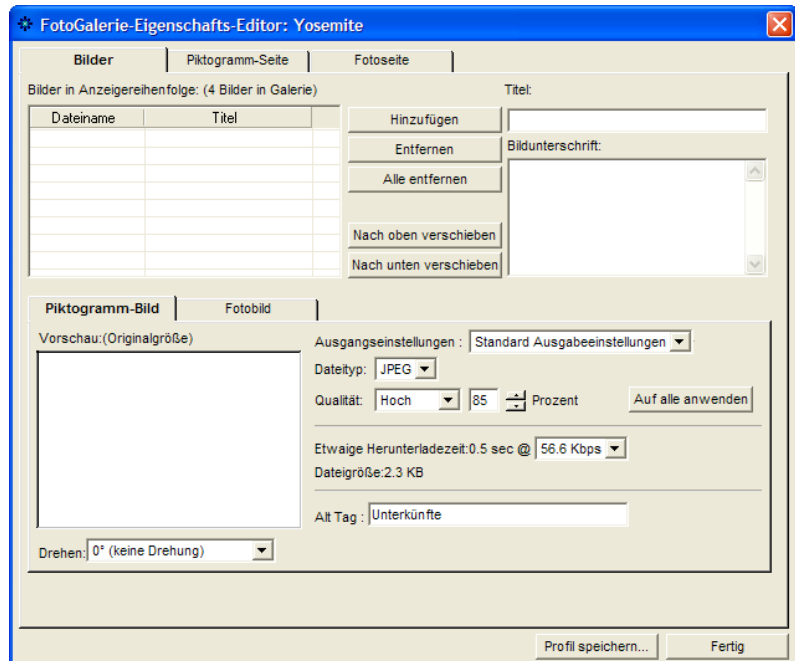 FotoGalerie-Eigenschafts-Editor: Yosemite
Bilder Piktogramm-Seite Fotoseite
Bilder in Anzeigereihenfolge: (4 Bilder in Galerie)
Titel:
Dateiname Titel
Hinzufügen
Entfernen
Bildunterschrift:
Alle entfernen
Nach oben verschieben
Nach unten verschieben
Piktogramm-Bild Fotobild
Vorschau:(Originalgröße)
Ausgangseinstellungen : Standard Ausgabeeinstellungen
Dateityp: JPEG
Qualität: Hoch 85 Prozent Auf alle anwenden
Etwaige Herunterladezeit:0.5 sec @ 56.6 Kbps
Dateigröße:2.3 KB
Alt Tag : Unterkünfte
Drehen: 0° (keine Drehung)
Profil speichern... Fertig